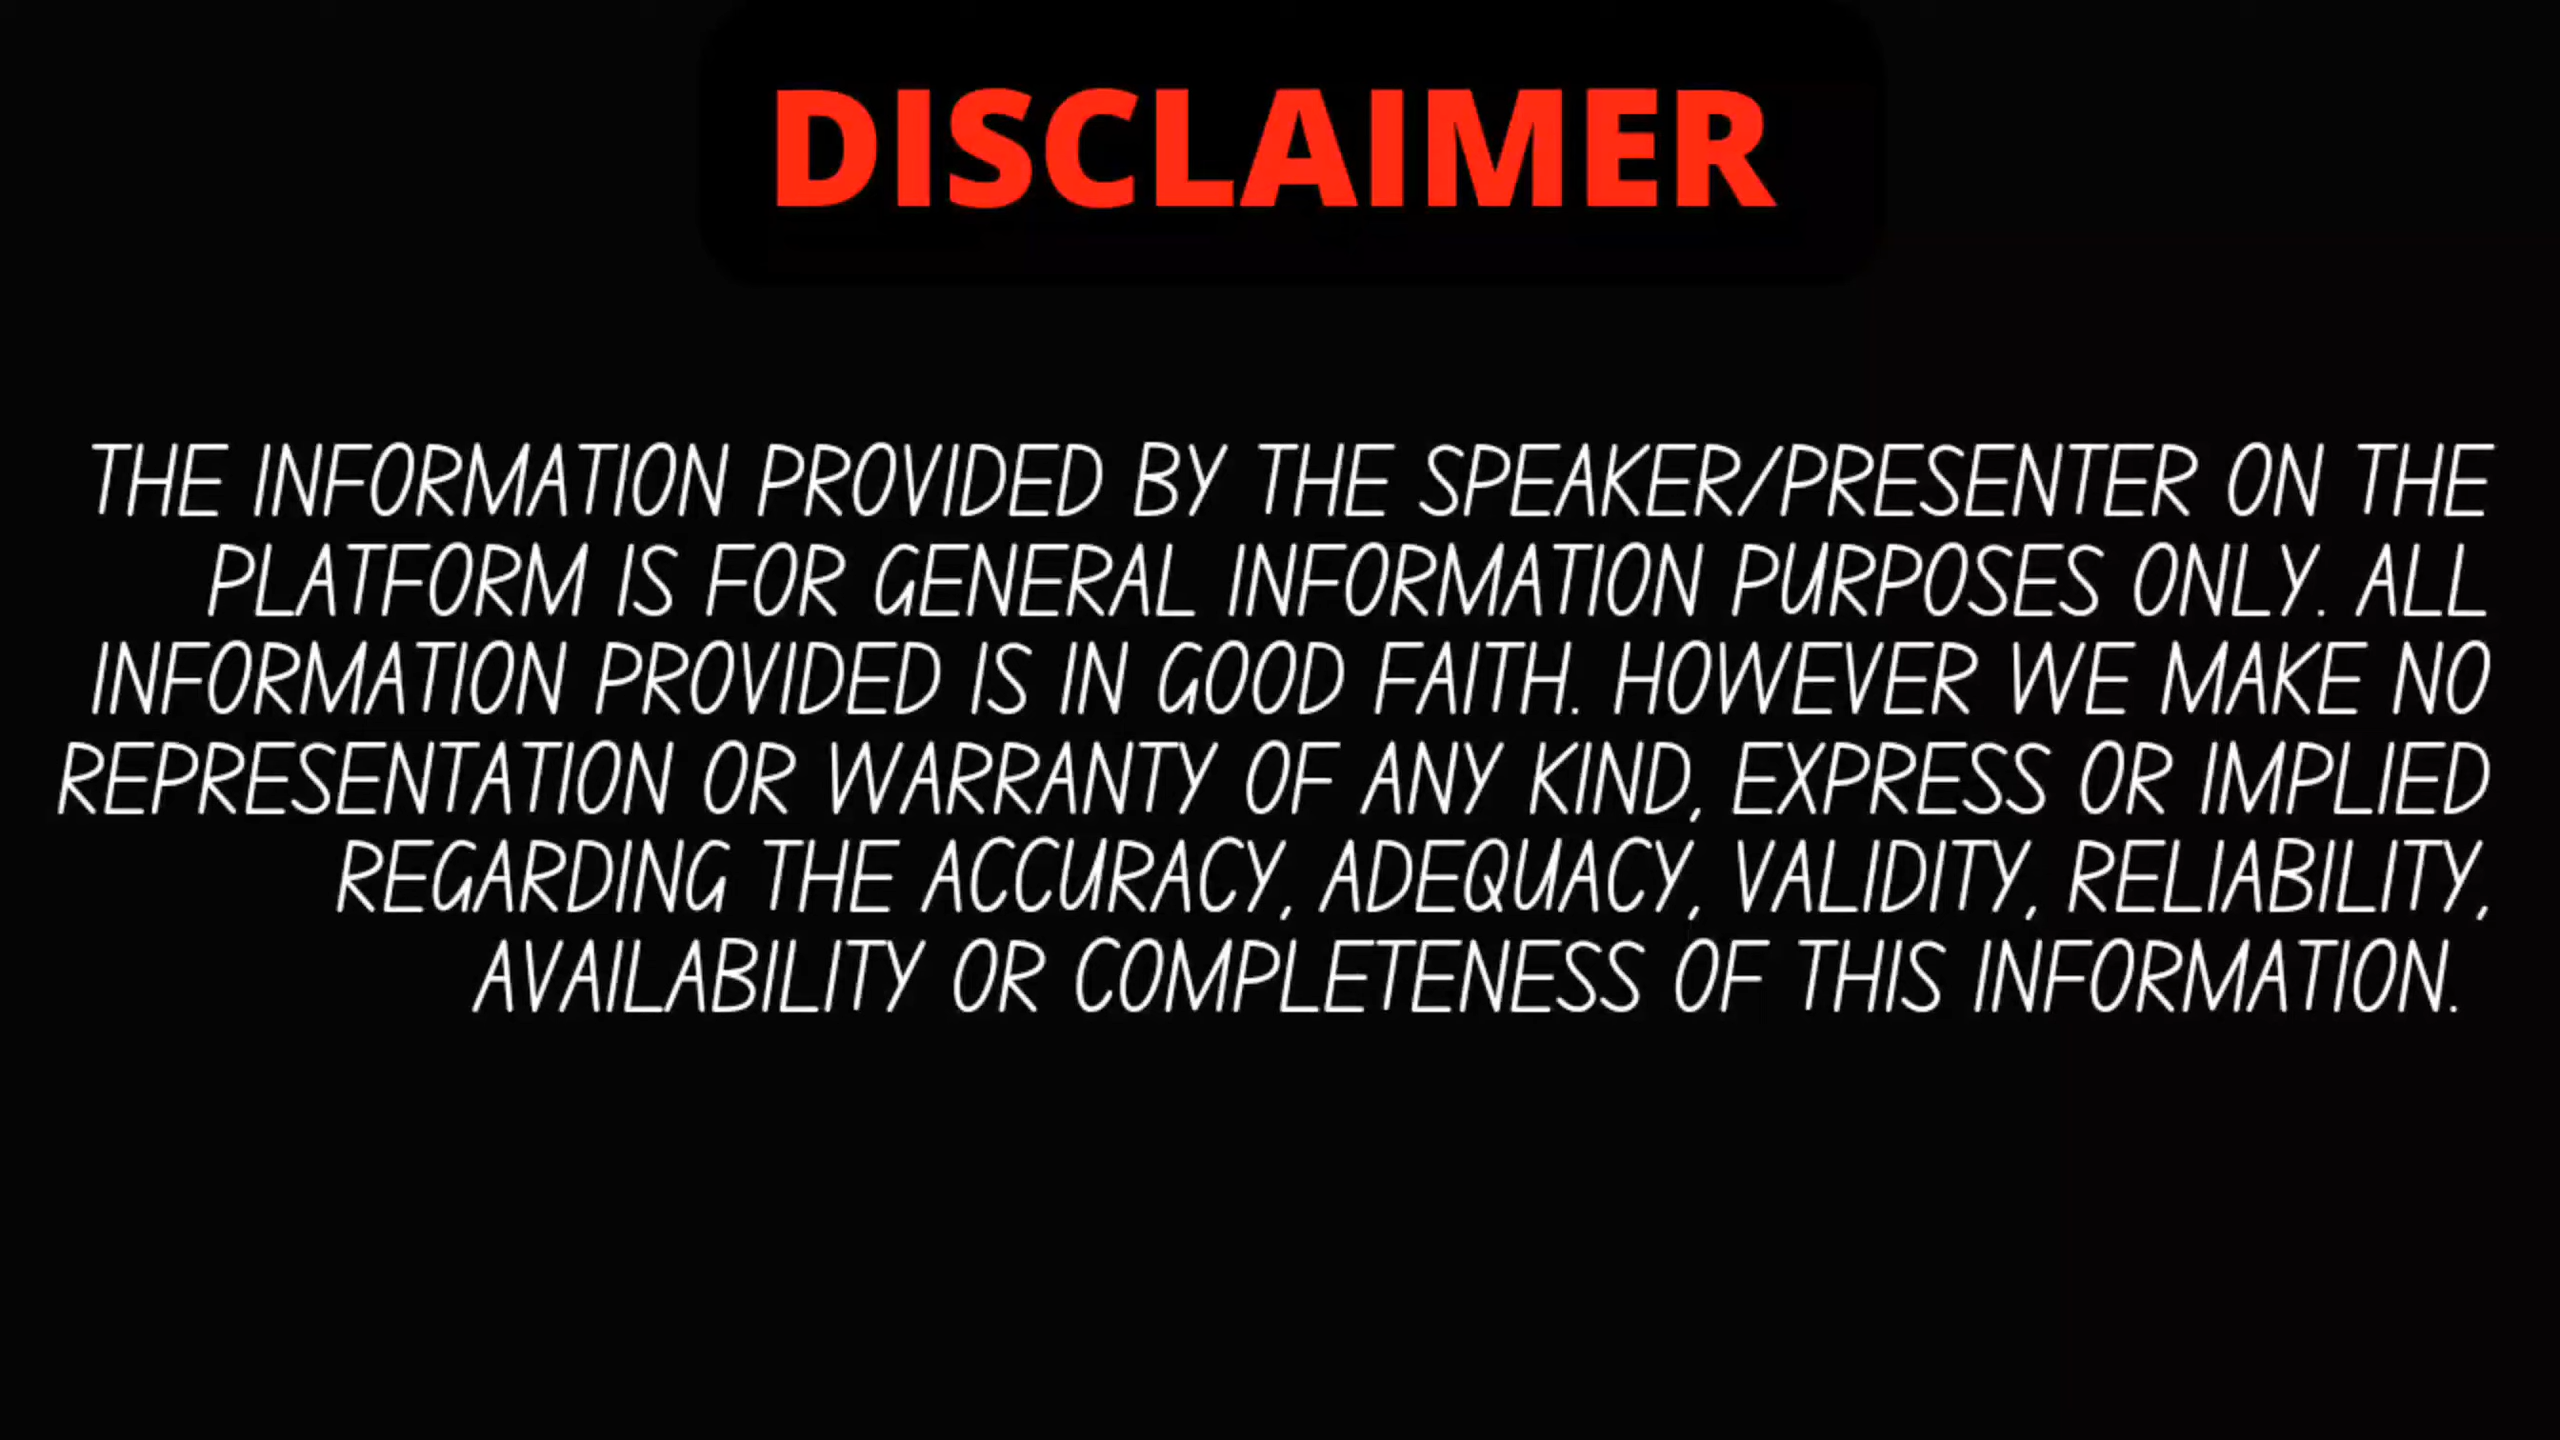 DISCLAIMER
THE INFORMATION PROVIDED BY THE SPEAKER/PRESENTER ON THE
PLATFORM IS FOR GENERAL INFORMATION PURPOSES ONLY. ALL
INFORMATION PROVIDED IS IN GOOD FAITH. HOWEVER WE MAKE NO
REPRESENTATION OR WARRANTY OF ANY KIND, EXPRESS OR IMPLIED
REGARDING THE ACCURACY, ADEQUACY, VALIDITY, RELIABILITY,
AVAILABILITY OR COMPLETENESS OF THIS INFORMATION.